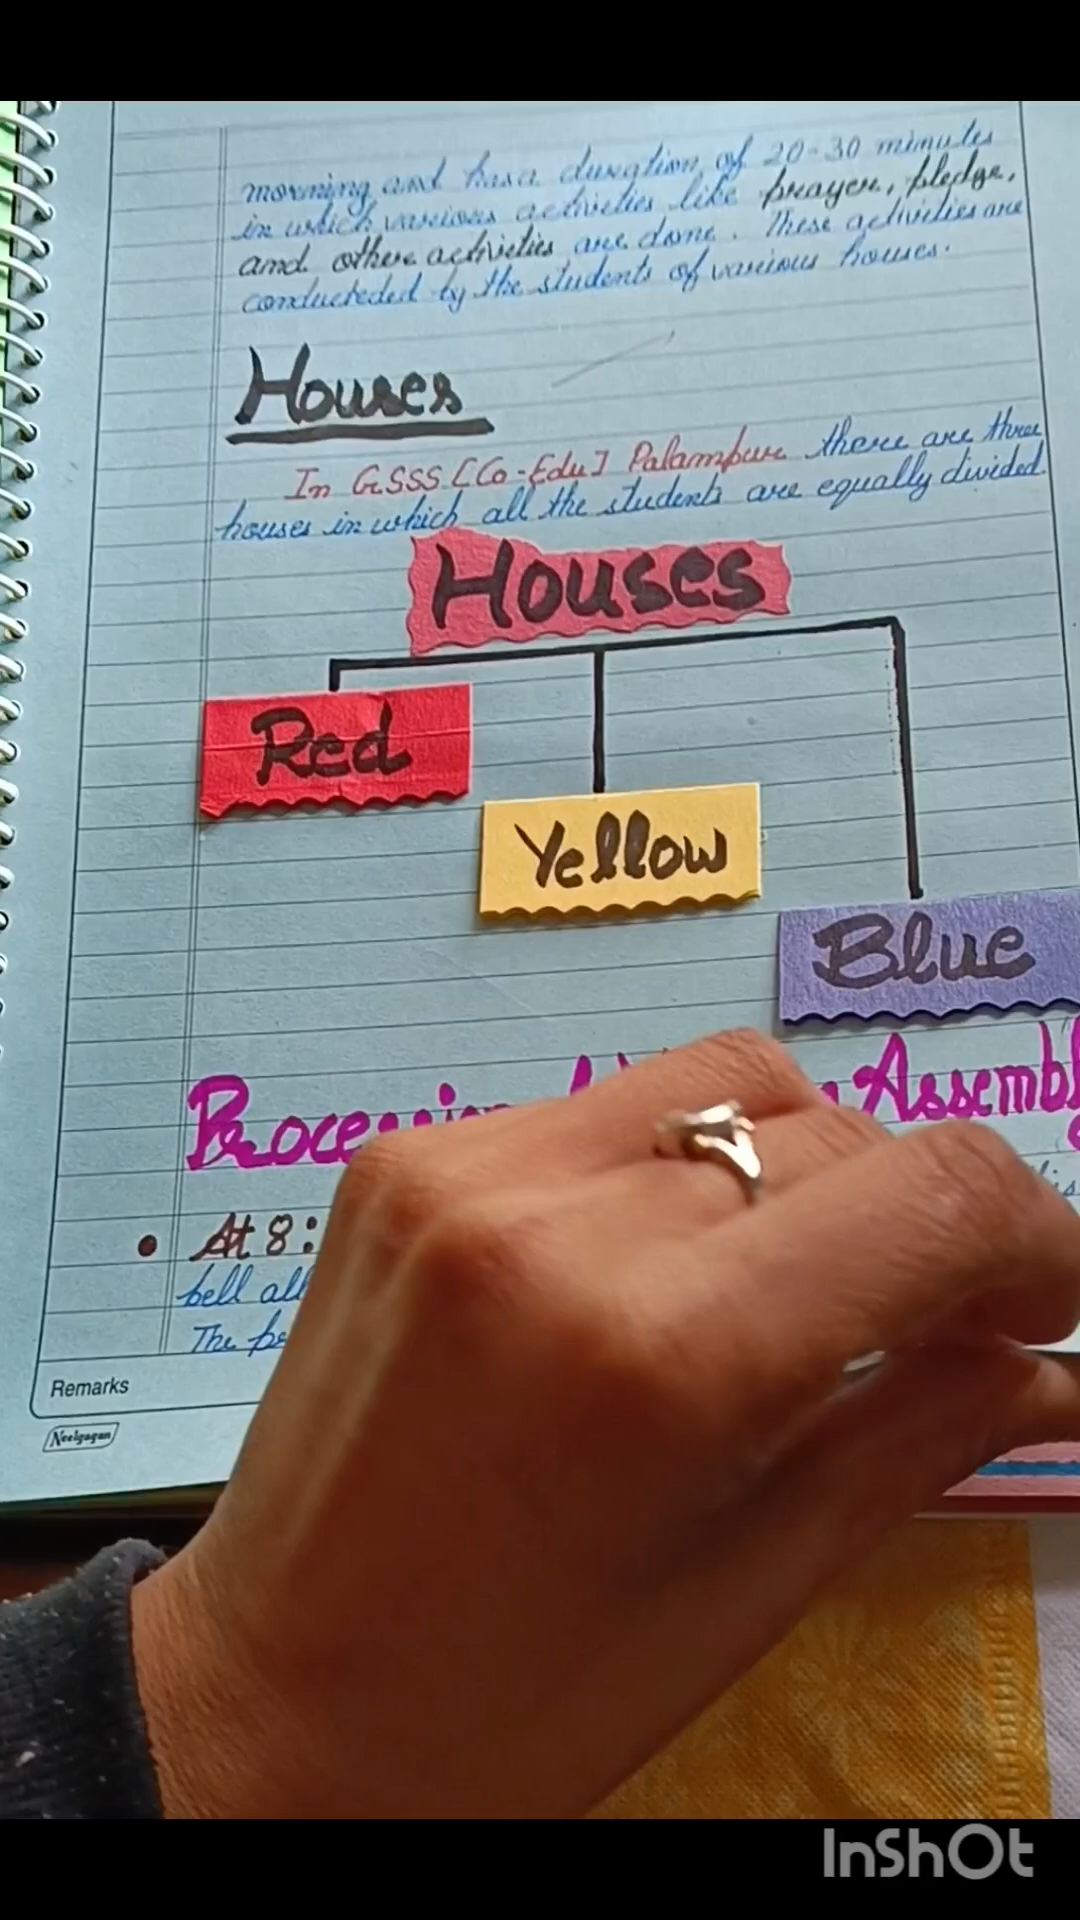 morning and has a duration of 20-30 minutes
in which various activities like prayer, pledge,
and other activities are done. These activities are
conducteded by the students of various houses.
Houses
In GSSS [Co-Edu] Palampur there are three
houses in which all the students are equally divided.
Houses
Red
Yellow
Blue
Assembly
At 8:
bell all
The
Remarks
Neelgagan
InShOt